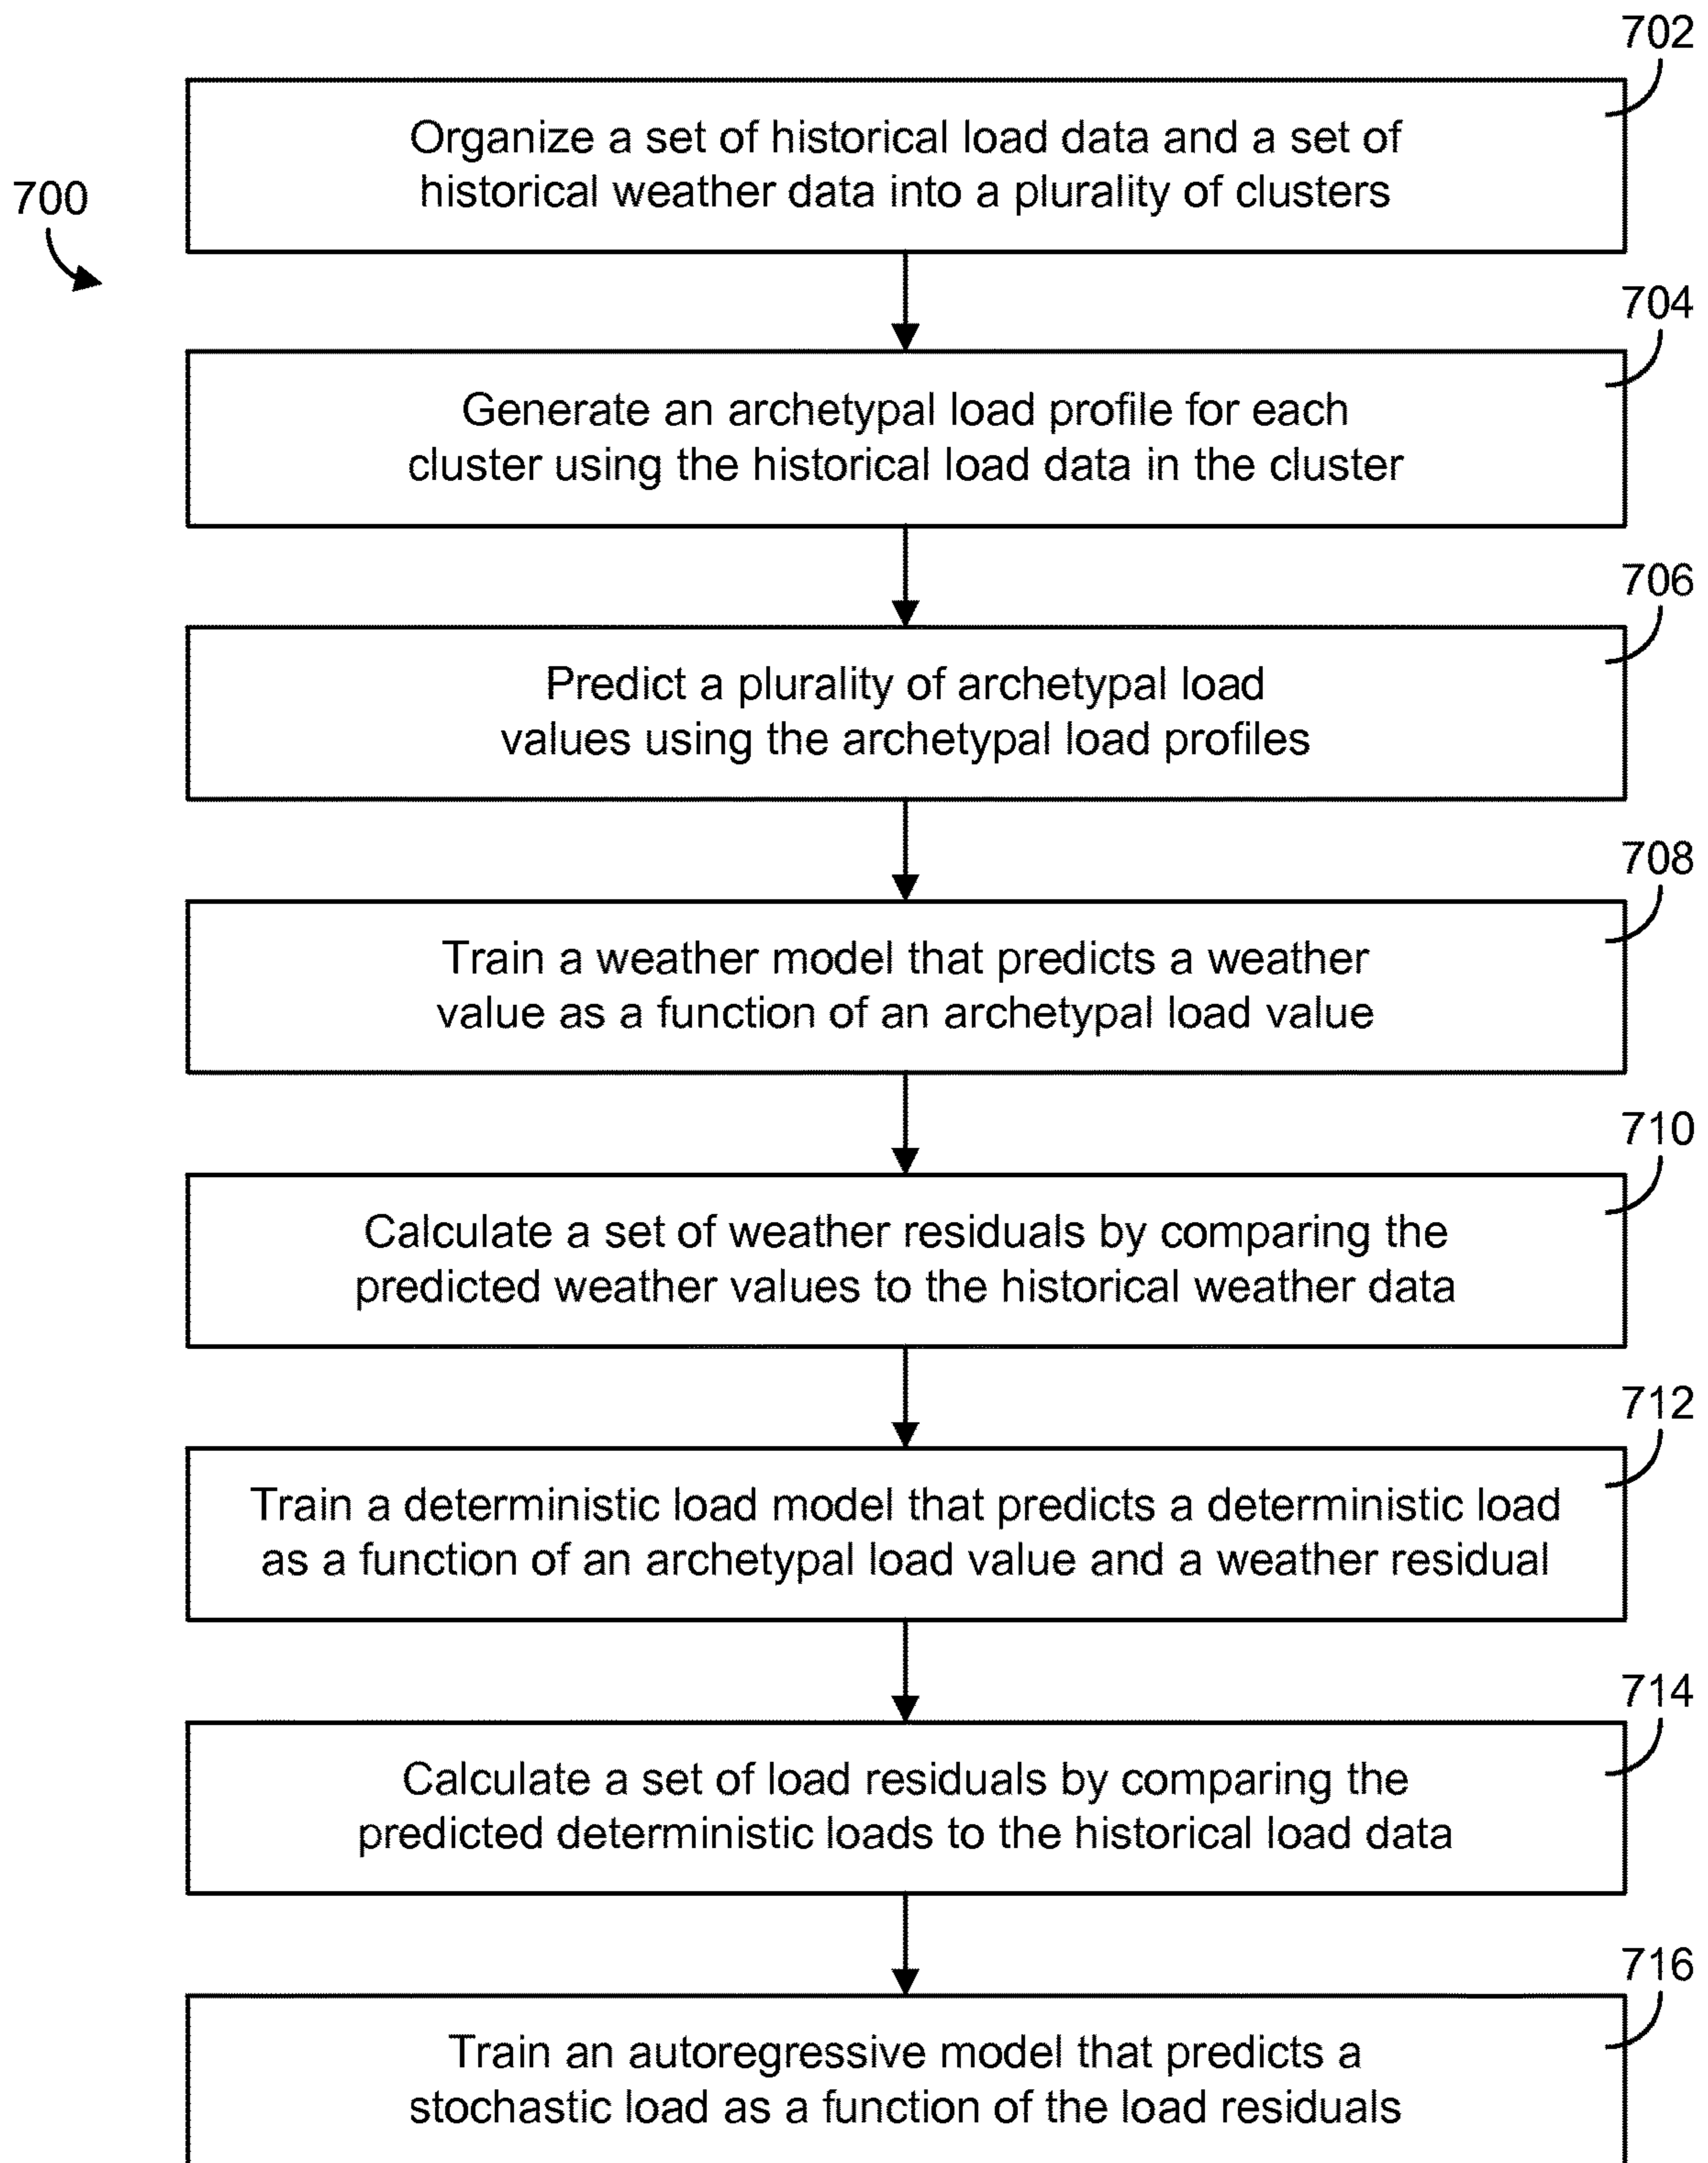 702
Organize a set of historical load data and a set of
historical weather data into a plurality of clusters
700
704
Generate an archetypal load profile for each
cluster using the historical load data in the cluster
706
Predict a plurality of archetypal load
values using the archetypal load profiles
708
Train a weather model that predicts a weather
value as a function of an archetypal load value
710
Calculate a set of weather residuals by comparing the
predicted weather values to the historical weather data
712
Train a deterministic load model that predicts a deterministic load
as a function of an archetypal load value and a weather residual
714
Calculate a set of load residuals by comparing the
predicted deterministic loads to the historical load data
716
Train an autoregressive model that predicts a
stochastic load as a function of the load residuals